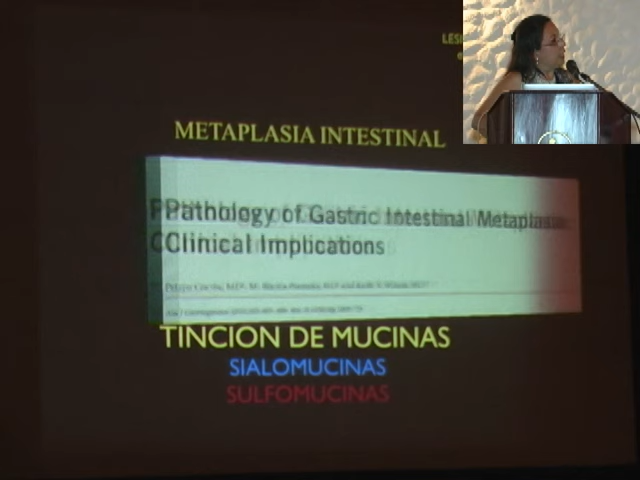 METAPLASIA INTESTINAL
Pathology of Gastric Intestinal Metaplasia
Clinical Implications
TINCION DE MUCINAS
SIALOMUCINAS
SULFOMUCINAS